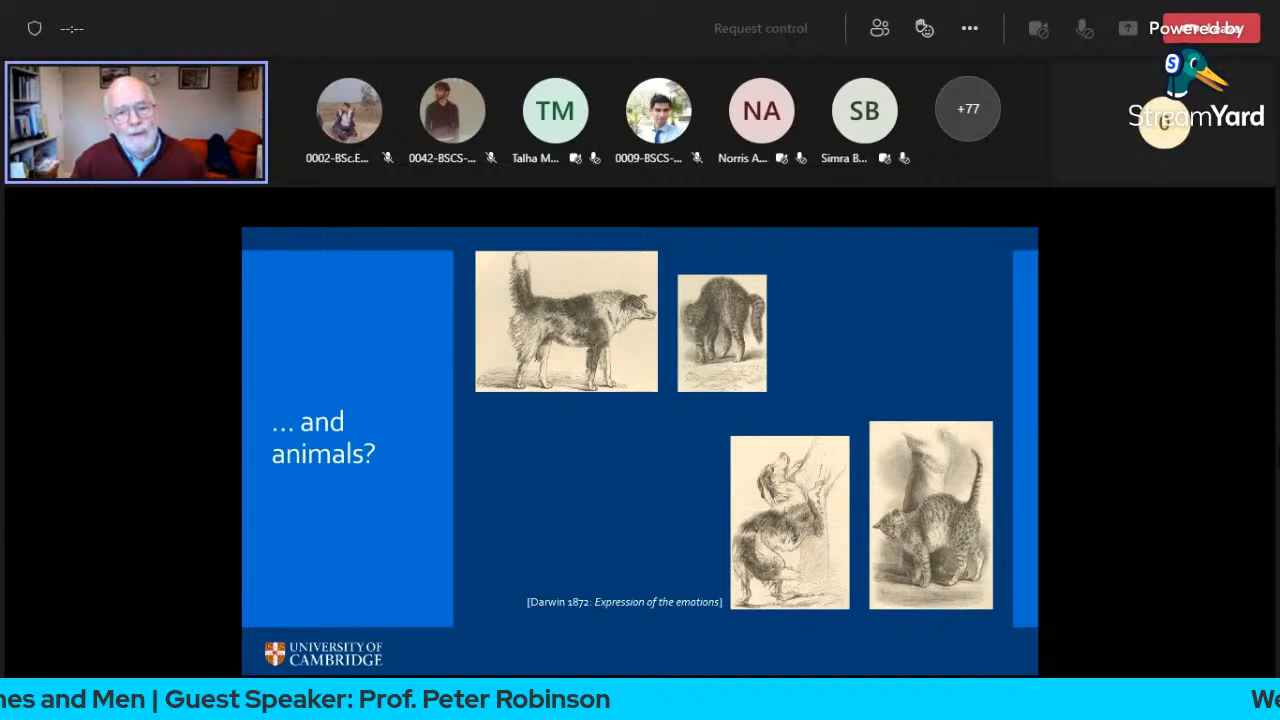 --:--
Request control
Powered by
StreamYard
TM
NA
SB
+77
0002-BSc.E...
0042-BSCS-...
Talha M...
0009-BSCS-...
Norris A...
Simra B...
... and
animals?
[Darwin 1872: Expression of the emotions]
UNIVERSITY OF
CAMBRIDGE
nes and Men | Guest Speaker: Prof. Peter Robinson
We